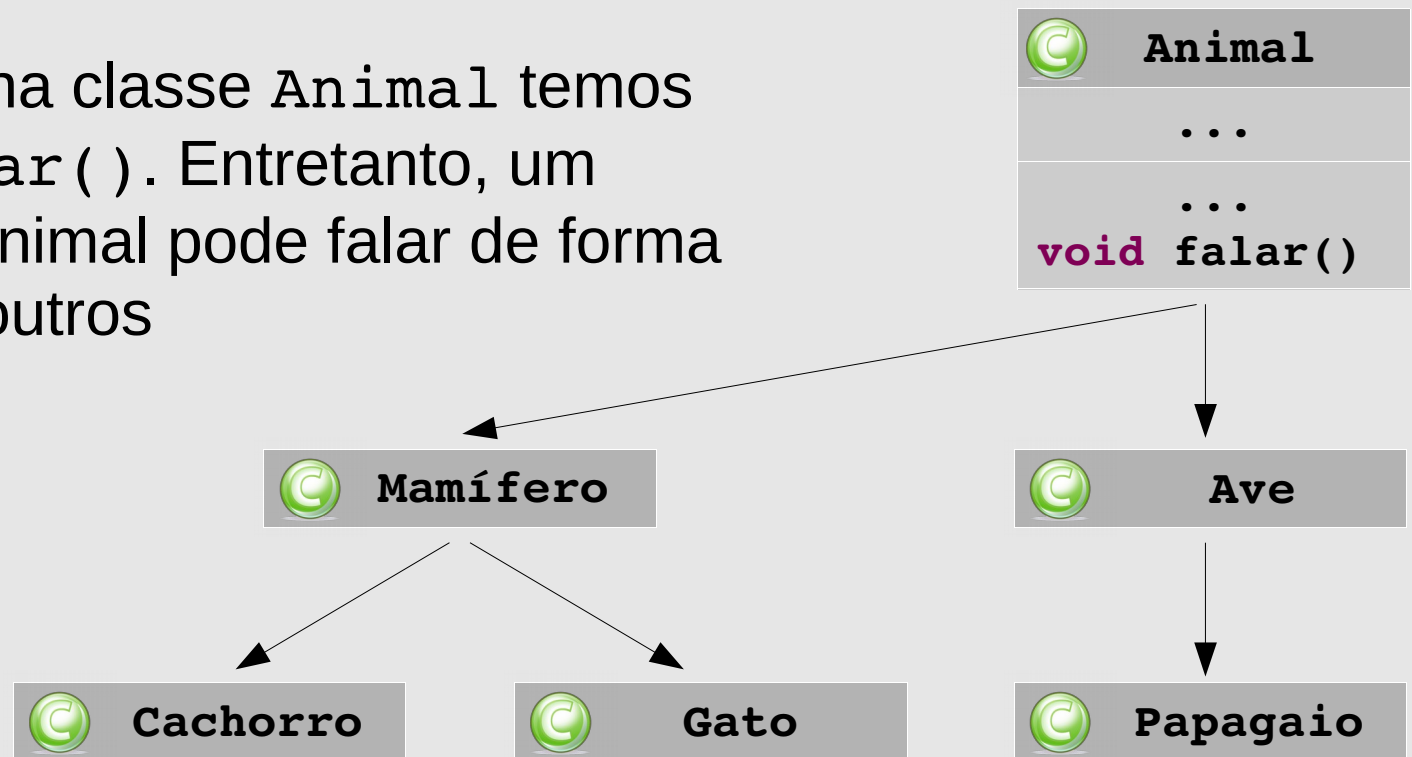 na classe Animal temos
ar(). Entretanto, um
nimal pode falar de forma
outros
Animal
...
...
void falar()
Mamífero
Ave
Cachorro
Gato
Papagaio